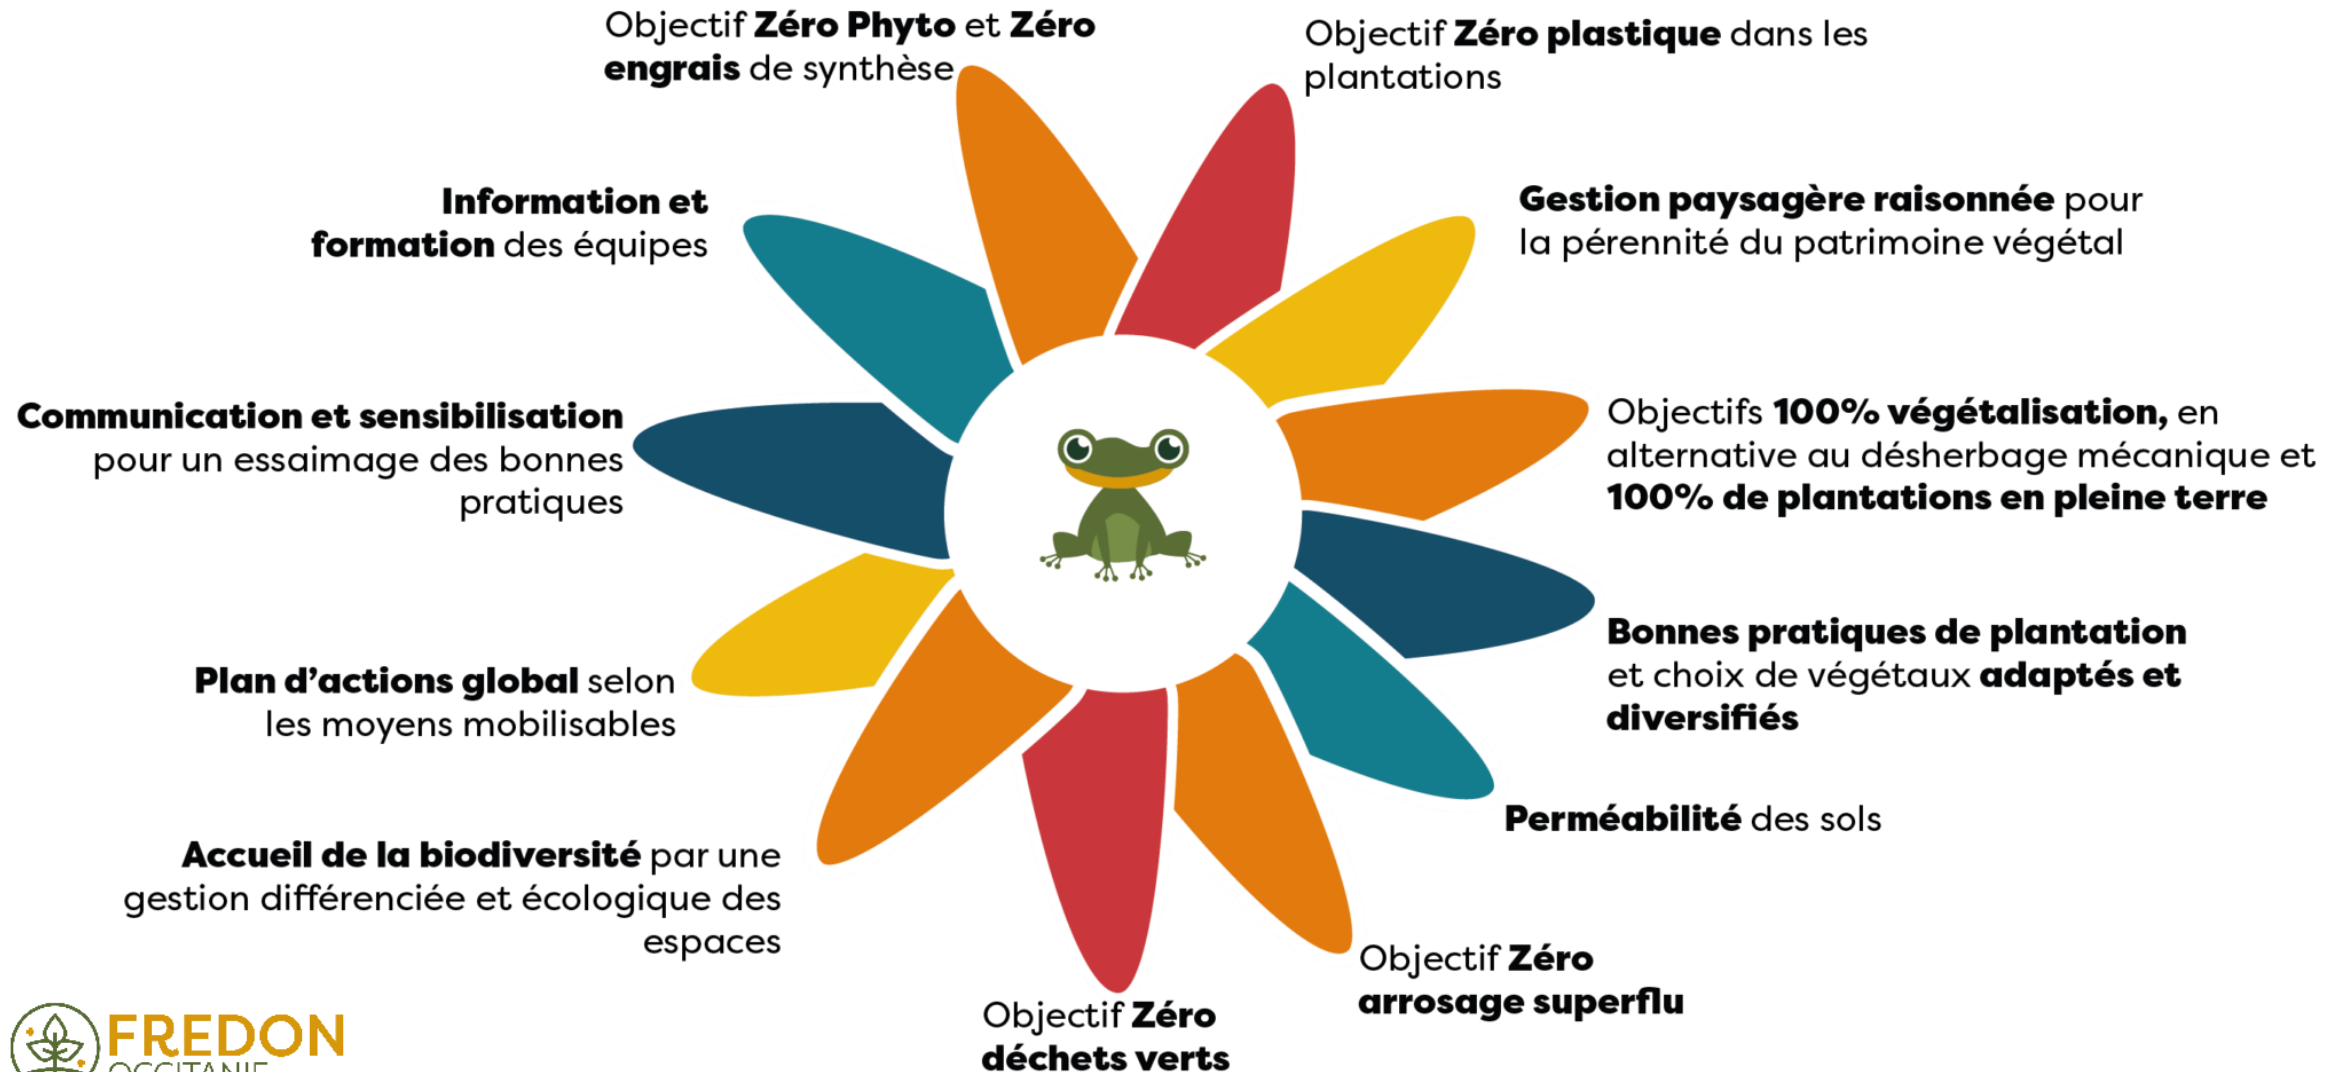 Objectif Zéro Phyto et Zéro
engrais de synthèse
Objectif Zéro plastique dans les
plantations
Gestion paysagère raisonnée pour
la pérennité du patrimoine végétal
Objectifs 100% végétalisation, en
alternative au désherbage mécanique et
100% de plantations en pleine terre
Bonnes pratiques de plantation
et choix de végétaux adaptés et
diversifiés
Perméabilité des sols
Objectif Zéro
arrosage superflu
Objectif Zéro
déchets verts
Accueil de la biodiversité par une
gestion différenciée et écologique des
espaces
Plan d’actions global selon
les moyens mobilisables
Communication et sensibilisation
pour un essaimage des bonnes
pratiques
Information et
formation des équipes
FREDON
OCCITANIE